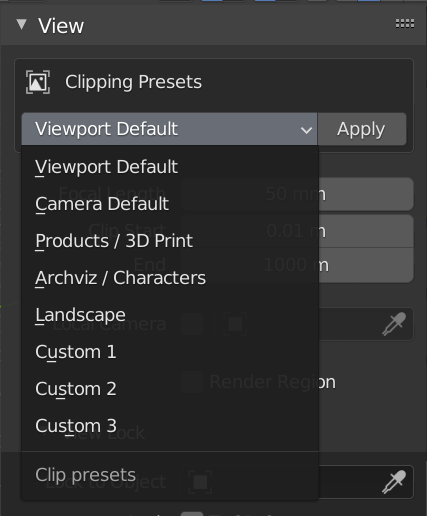 View
Clipping Presets
Viewport Default
Apply
Viewport Default
Focal Length 50 mm
Camera Default
Clip Start 0.01 m
Products / 3D Print
End 1000 m
Archviz / Characters
Landscape
Local Camera
Custom 1
Render Region
Custom 2
Custom 3
View Lock
Clip presets
Lock to Object